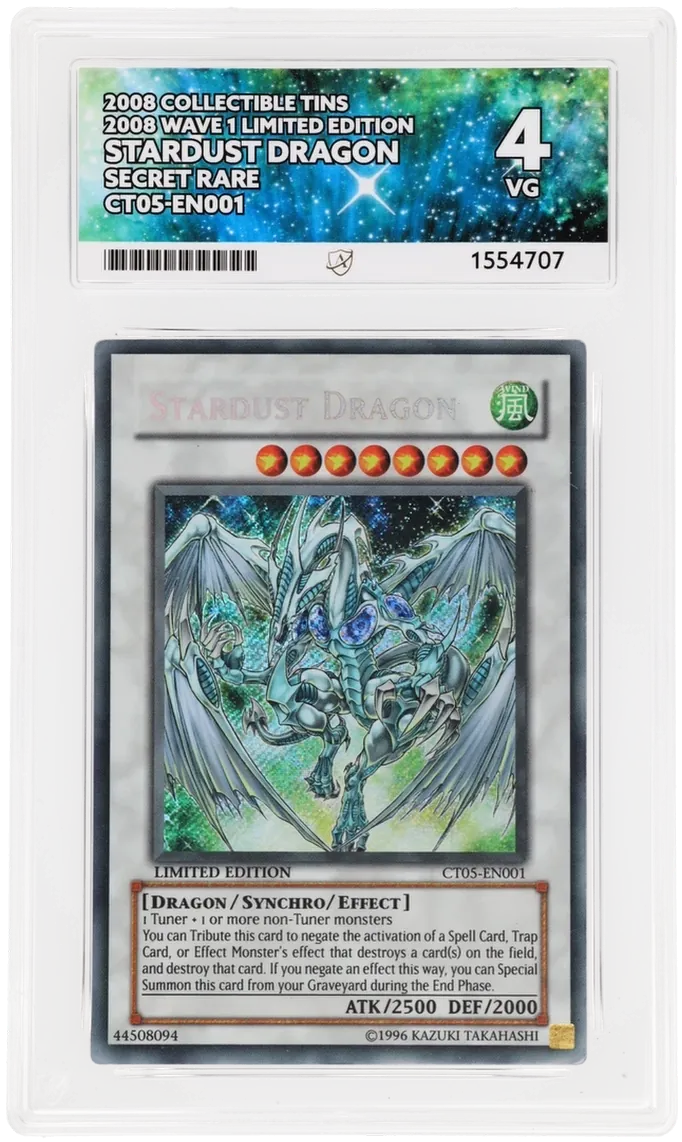 2008 COLLECTIBLE TINS
2008 WAVE 1 LIMITED EDITION
STARDUST DRAGON
SECRET RARE
CT05-EN001
4
VG
1554707
STARDUST DRAGON
WIND
風
LIMITED EDITION
CT05-EN001
[DRAGON / SYNCHRO / EFFECT]
1 Tuner + 1 or more non-Tuner monsters
You can Tribute this card to negate the activation of a Spell Card, Trap
Card, or Effect Monster's effect that destroys a card(s) on the field,
and destroy that card. If you negate an effect this way, you can Special
Summon this card from your Graveyard during the End Phase.
ATK/2500 DEF/2000
44508094
©1996 KAZUKI TAKAHASHI